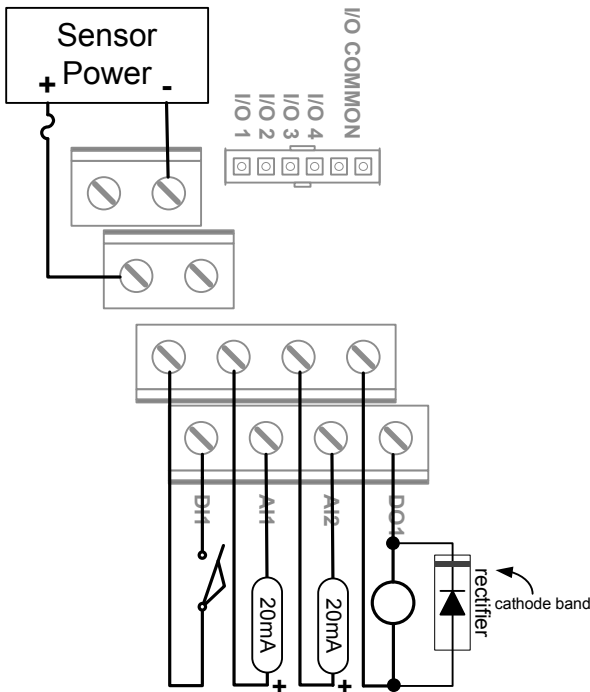 Sensor
Power
+ -
I/O 1
I/O 2
I/O 3
I/O 4
I/O COMMON
DI1
AI1
AI2
DO1
20mA
+
20mA
+
rectifier
cathode band